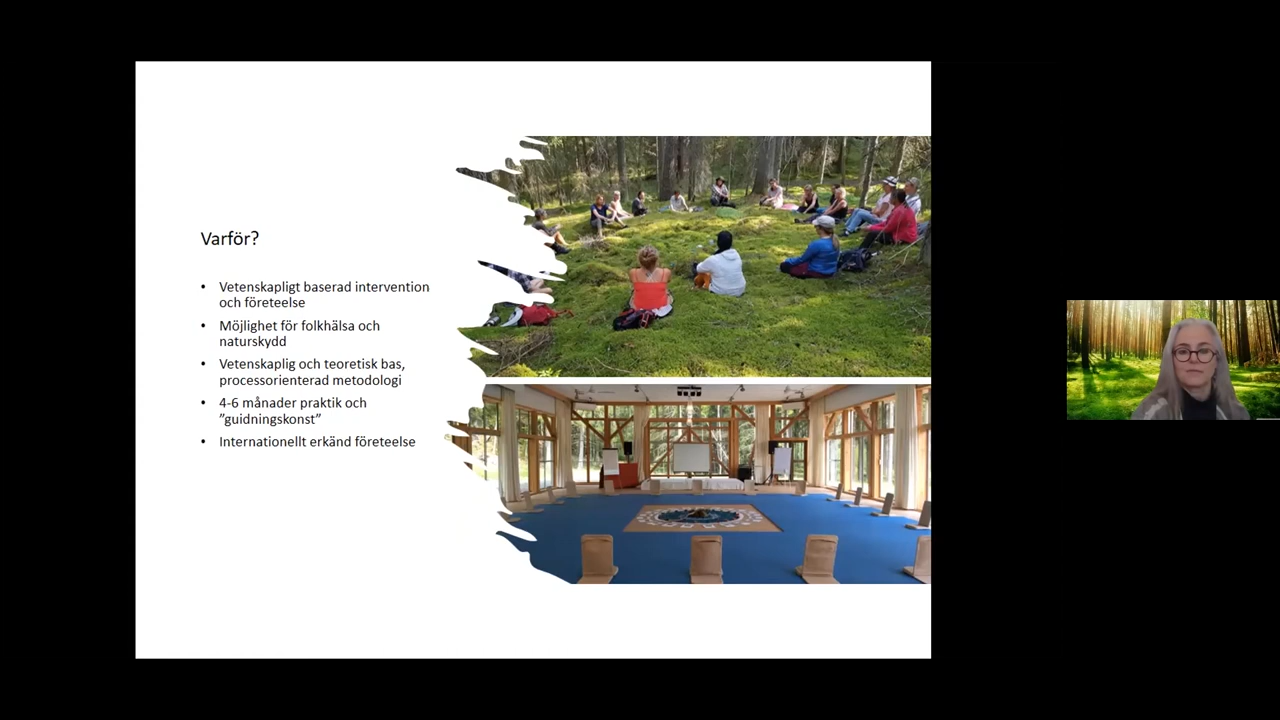 Varför?
• Vetenskapligt baserad intervention
och företeelse
• Möjlighet för folkhälsa och
naturskydd
• Vetenskaplig och teoretisk bas,
processorienterad metodologi
• 4-6 månader praktik och
”guidningskonst”
• Internationellt erkänd företeelse